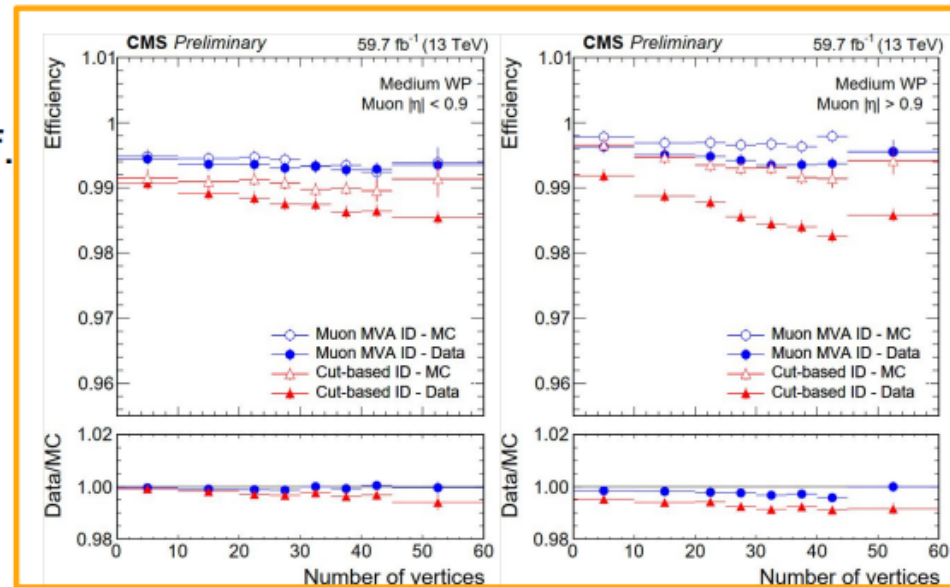 CMS Preliminary 59.7 fb⁻¹ (13 TeV)
Efficiency
1.01
1
0.99
0.98
0.97
0.96
Medium WP
Muon |η| < 0.9
Muon MVA ID - MC
Muon MVA ID - Data
Cut-based ID - MC
Cut-based ID - Data
Data/MC
1.02
1.00
0.98
0 10 20 30 40 50 60
Number of vertices
CMS Preliminary 59.7 fb⁻¹ (13 TeV)
Efficiency
1.01
1
0.99
0.98
0.97
0.96
Medium WP
Muon |η| > 0.9
Muon MVA ID - MC
Muon MVA ID - Data
Cut-based ID - MC
Cut-based ID - Data
Data/MC
1.02
1.00
0.98
0 10 20 30 40 50 60
Number of vertices